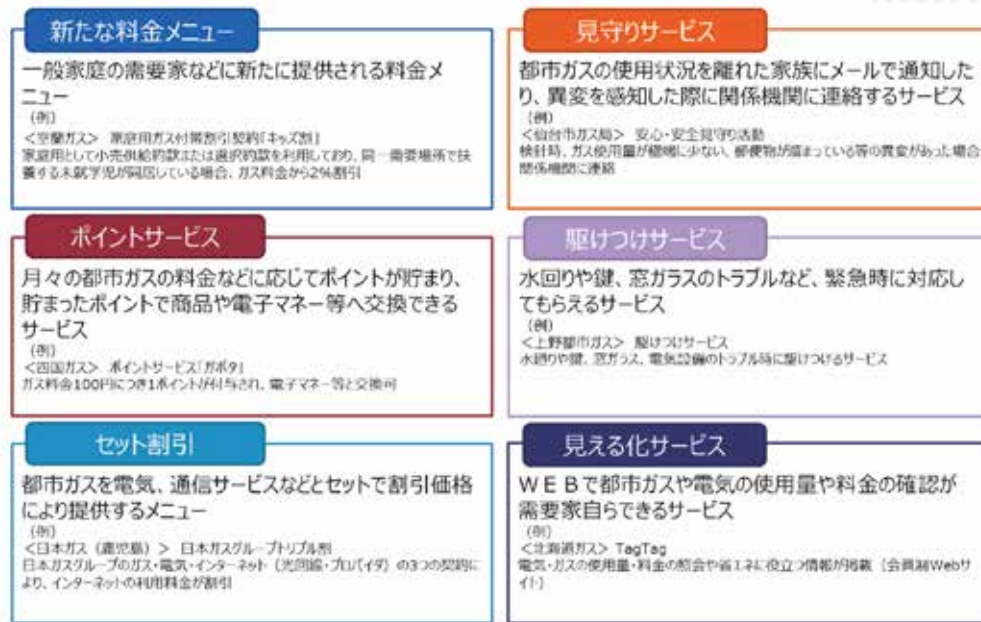 新たな料金メニュー
一般家庭の需要家などに新たに提供される料金メ
ニュー
(例)
<室蘭ガス> 家庭用ガス付帯割引契約「キッズ割」
家庭用として小売供給約款または選択約款を利用しており、同一需要場所で扶
養する未就学児が同居している場合、ガス料金から2%割引
見守りサービス
都市ガスの使用状況を離れた家族にメールで通知した
り、異変を感知した際に関係機関に連絡するサービス
(例)
<仙台市ガス局> 安心・安全見守り活動
検針時、ガス使用量が極端に少ない、郵便物が溜まっている等の異変があった場合
関係機関に連絡
ポイントサービス
月々の都市ガスの料金などに応じてポイントが貯まり、
貯まったポイントで商品や電子マネー等へ交換できる
サービス
(例)
<四国ガス> ポイントサービス「ガポタ」
ガス料金100円につき1ポイントが付与され、電子マネー等と交換可
駆けつけサービス
水回りや鍵、窓ガラスのトラブルなど、緊急時に対応し
てもらえるサービス
(例)
<上野都市ガス> 駆けつけサービス
水廻りや鍵、窓ガラス、電気設備のトラブル時に駆けつけるサービス
セット割引
都市ガスを電気、通信サービスなどとセットで割引価格
により提供するメニュー
(例)
<日本ガス(鹿児島)> 日本ガスグループトリプル割
日本ガスグループのガス・電気・インターネット(光回線・プロバイダ)の3つの契約に
より、インターネットの利用料金が割引
見える化サービス
WEBで都市ガスや電気の使用量や料金の確認が
需要家自らできるサービス
(例)
<北海道ガス> TagTag
電気・ガスの使用量・料金の照会や省エネに役立つ情報が掲載(会員制Webサ
イト)